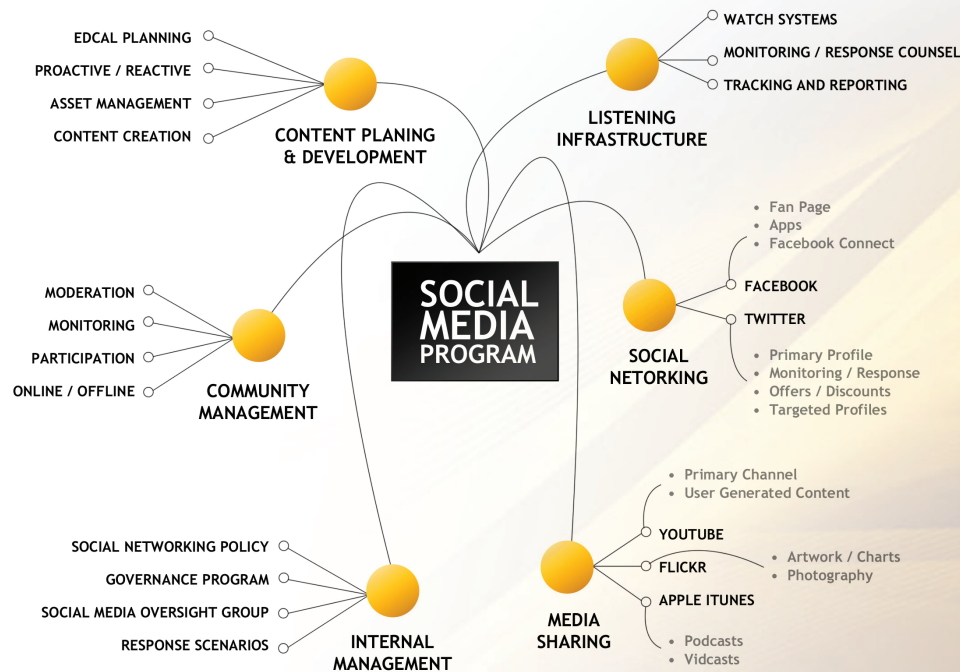 EDCAL PLANNING
PROACTIVE / REACTIVE
ASSET MANAGEMENT
CONTENT CREATION
CONTENT PLANING
& DEVELOPMENT
WATCH SYSTEMS
MONITORING / RESPONSE COUNSEL
TRACKING AND REPORTING
LISTENING
INFRASTRUCTURE
SOCIAL
MEDIA
PROGRAM
MODERATION
MONITORING
PARTICIPATION
ONLINE / OFFLINE
COMMUNITY
MANAGEMENT
• Fan Page
• Apps
• Facebook Connect
FACEBOOK
TWITTER
SOCIAL
NETORKING
• Primary Profile
• Monitoring / Response
• Offers / Discounts
• Targeted Profiles
SOCIAL NETWORKING POLICY
GOVERNANCE PROGRAM
SOCIAL MEDIA OVERSIGHT GROUP
RESPONSE SCENARIOS
INTERNAL
MANAGEMENT
• Primary Channel
• User Generated Content
YOUTUBE
FLICKR
• Artwork / Charts
• Photography
APPLE ITUNES
MEDIA
SHARING
• Podcasts
• Vidcasts